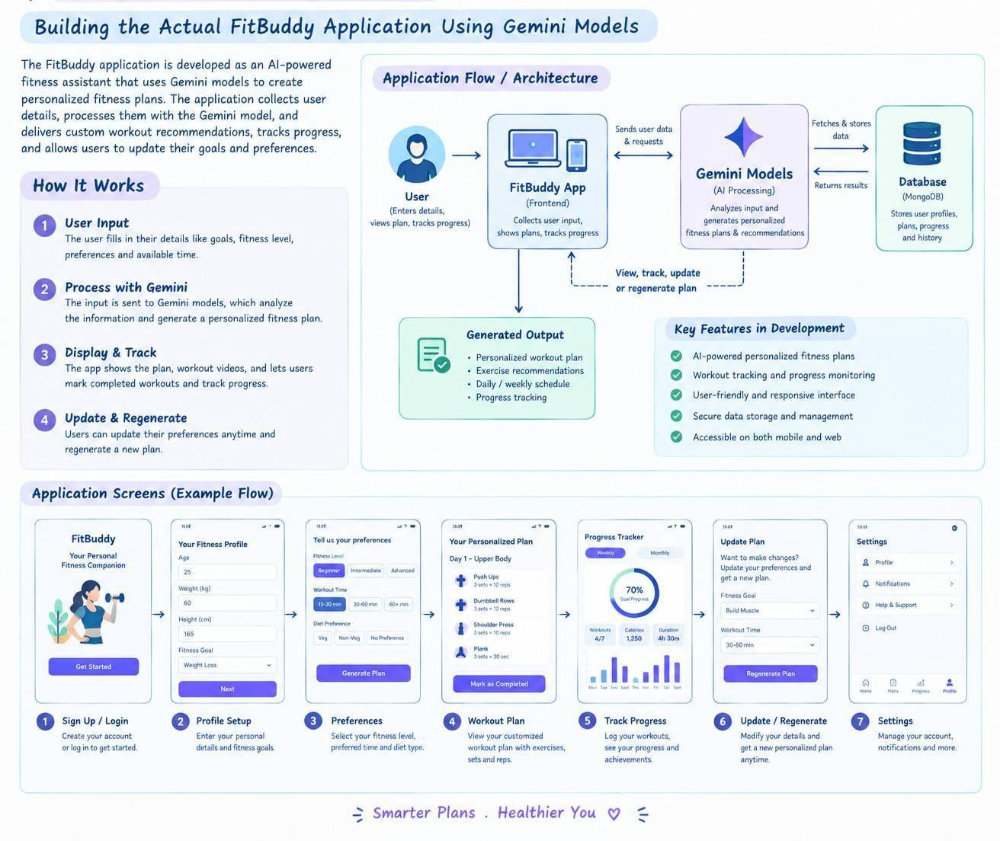 Building the Actual FitBuddy Application Using Gemini Models
The FitBuddy application is developed as an AI-powered
fitness assistant that uses Gemini models to create
personalized fitness plans. The application collects user
details, processes them with the Gemini model, and
delivers custom workout recommendations, tracks progress,
and allows users to update their goals and preferences.
How It Works
1
User Input
The user fills in their details like goals, fitness level,
preferences and available time.
2
Process with Gemini
The input is sent to Gemini models, which analyze
the information and generate a personalized fitness plan.
3
Display & Track
The app shows the plan, workout videos, and lets users
mark completed workouts and track progress.
4
Update & Regenerate
Users can update their preferences anytime and
regenerate a new plan.
Application Flow / Architecture
User
(Enters details,
views plan, tracks progress)
FitBuddy App
(Frontend)
Collects user input,
shows plans, tracks progress
Sends user data
& requests
Gemini Models
(AI Processing)
Analyzes input and
generates personalized
fitness plans & recommendations
Fetches & stores
data
Returns results
Database
(MongoDB)
Stores user profiles,
plans, progress
and history
View, track, update
or regenerate plan
Generated Output
• Personalized workout plan
• Exercise recommendations
• Daily / weekly schedule
• Progress tracking
Key Features in Development
AI-powered personalized fitness plans
Workout tracking and progress monitoring
User-friendly and responsive interface
Secure data storage and management
Accessible on both mobile and web
Application Screens (Example Flow)
FitBuddy
Your Personal
Fitness Companion
Get Started
Your Fitness Profile
Age
25
Weight (kg)
60
Height (cm)
165
Fitness Goal
Weight Loss
Next
Tell us your preferences
Fitness Level
Beginner Intermediate Advanced
Workout Time
15-30 min 30-60 min 60+ min
Diet Preference
Veg Non-Veg No Preference
Generate Plan
Your Personalized Plan
Day 1 - Upper Body
Push Ups
3 sets × 12 reps
Dumbbell Rows
3 sets × 12 reps
Shoulder Press
3 sets × 10 reps
Plank
3 sets × 30 sec
Mark as Completed
Progress Tracker
Weekly Monthly
70%
Goal Progress
Workouts Calories Duration
4/7 1,250 4h 30m
Mon Tue Wed Fri Sat Sun
Update Plan
Want to make changes?
Update your preferences and
get a new plan.
Fitness Goal
Build Muscle
Workout Time
30-60 min
Regenerate Plan
Settings
Profile
Notifications
Help & Support
Log Out
Home Plans Progress Profile
1 Sign Up / Login
Create your account
or log in to get started.
2 Profile Setup
Enter your personal
details and fitness goals.
3 Preferences
Select your fitness level,
preferred time and diet type.
4 Workout Plan
View your customized
workout plan with exercises,
sets and reps.
5 Track Progress
Log your workouts,
see your progress and
achievements.
6 Update / Regenerate
Modify your details and
get a new personalized plan
anytime.
7 Settings
Manage your account,
notifications and more.
Smarter Plans . Healthier You